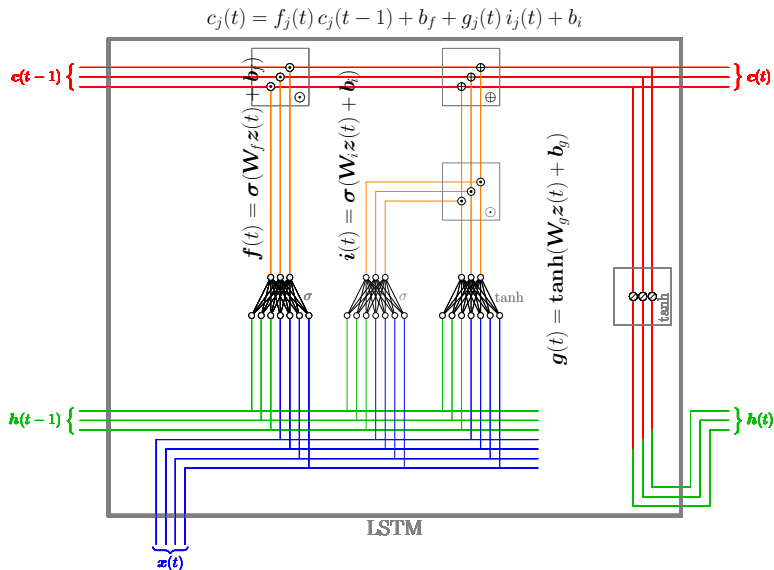 c_j(t) = f_j(t) c_j(t−1) + b_f + g_j(t) i_j(t) + b_i
c(t−1)
c(t)
f(t) = σ(W_f z(t) + b_f)
i(t) = σ(W_i z(t) + b_i)
g(t) = tanh(W_g z(t) + b_g)
σ
σ
tanh
tanh
h(t−1)
h(t)
LSTM
x(t)